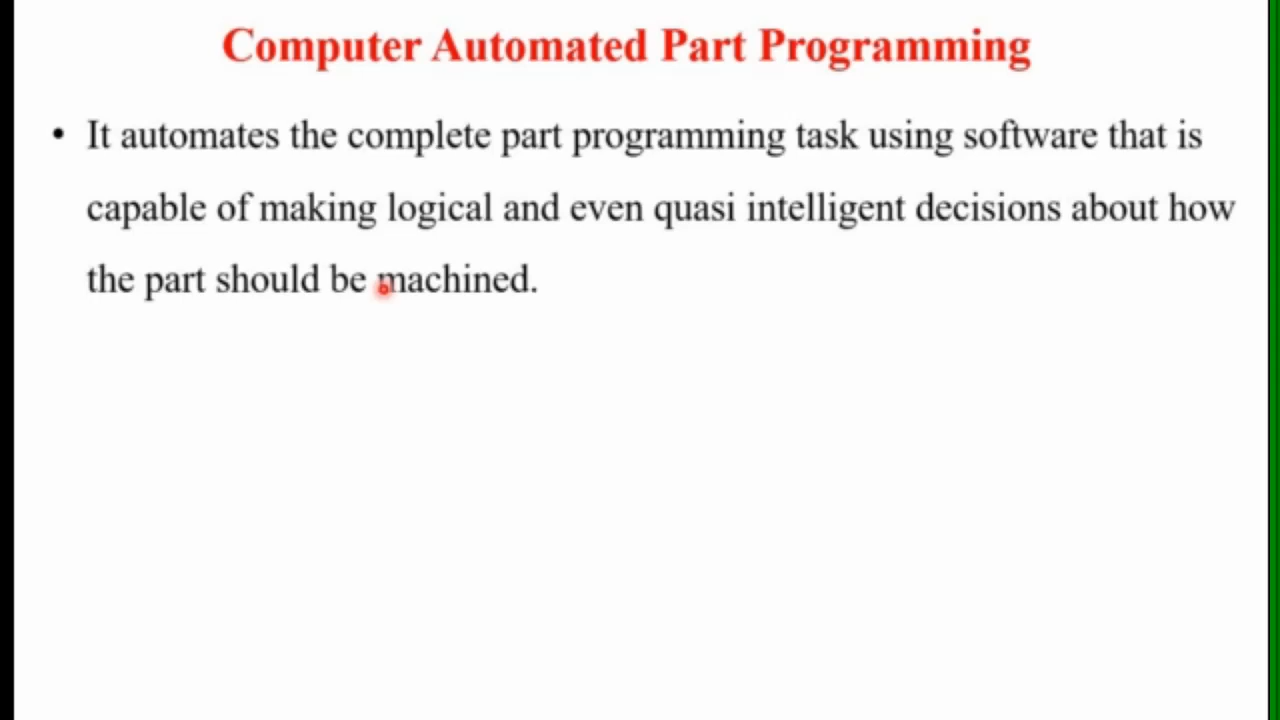 Computer Automated Part Programming
• It automates the complete part programming task using software that is
capable of making logical and even quasi intelligent decisions about how
the part should be machined.